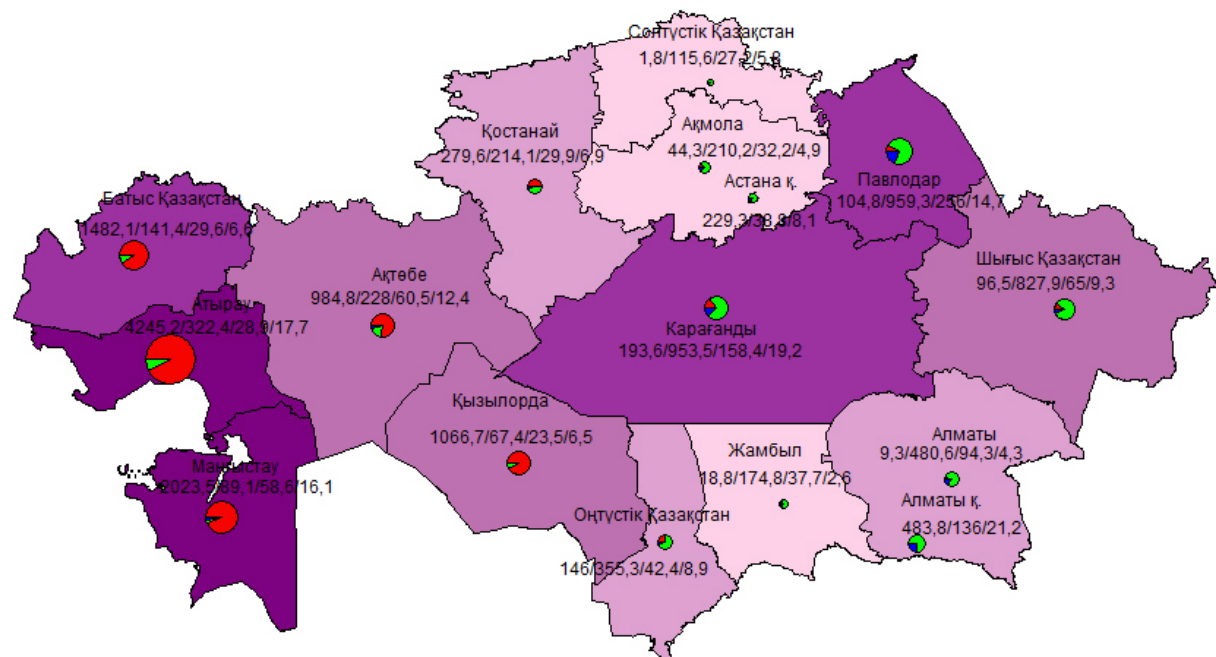 Солтүстік Қазақстан
1,8/115,6/27,2/5,8
Қостанай
279,6/214,1/29,9/6,9
Ақмола
44,3/210,2/32,2/4,9
Астана қ.
229,3/38,8/8,1
Павлодар
104,8/959,3/256/14,7
Батыс Қазақстан
1482,1/141,4/29,6/6,6
Ақтөбе
984,8/228/60,5/12,4
Шығыс Қазақстан
96,5/827,9/65/9,3
Атырау
4245,2/322,4/28,9/17,7
Карағанды
193,6/953,5/158,4/19,2
Қызылорда
1066,7/67,4/23,5/6,5
Жамбыл
18,8/174,8/37,7/2,6
Алматы
9,3/480,6/94,3/4,3
Маңғыстау
2023,5/89,1/58,6/16,1
Алматы қ.
483,8/136/21,2
Оңтүстік Қазақстан
146/355,3/42,4/8,9